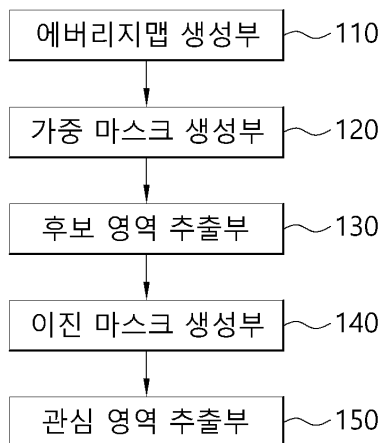 에버리지맵 생성부 110
가중 마스크 생성부 120
후보 영역 추출부 130
이진 마스크 생성부 140
관심 영역 추출부 150